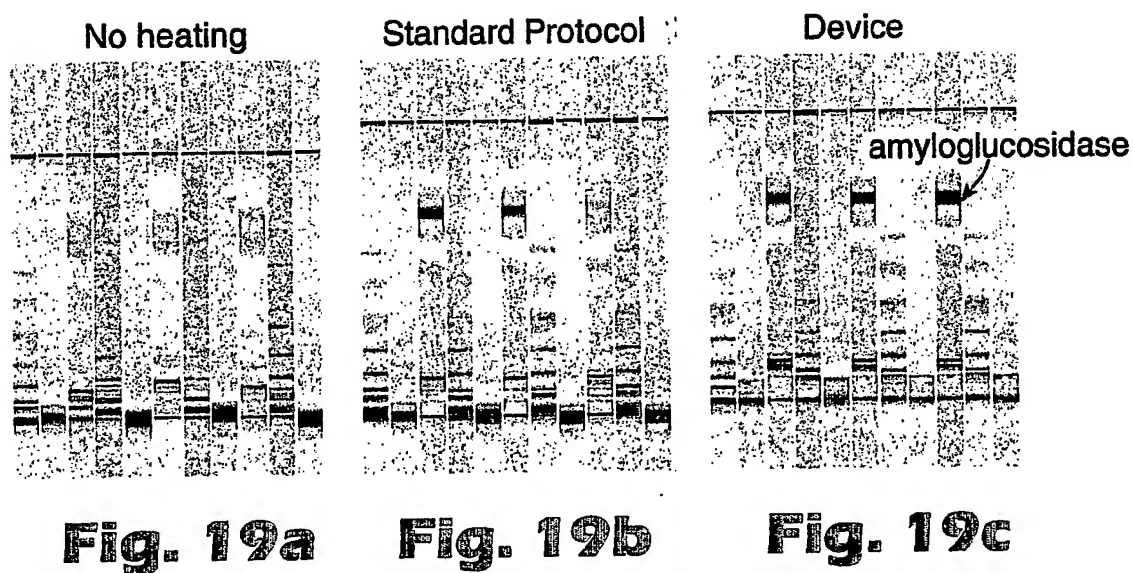 No heating
Standard Protocol
Device
amyloglucosidase
Fig. 19a
Fig. 19b
Fig. 19c